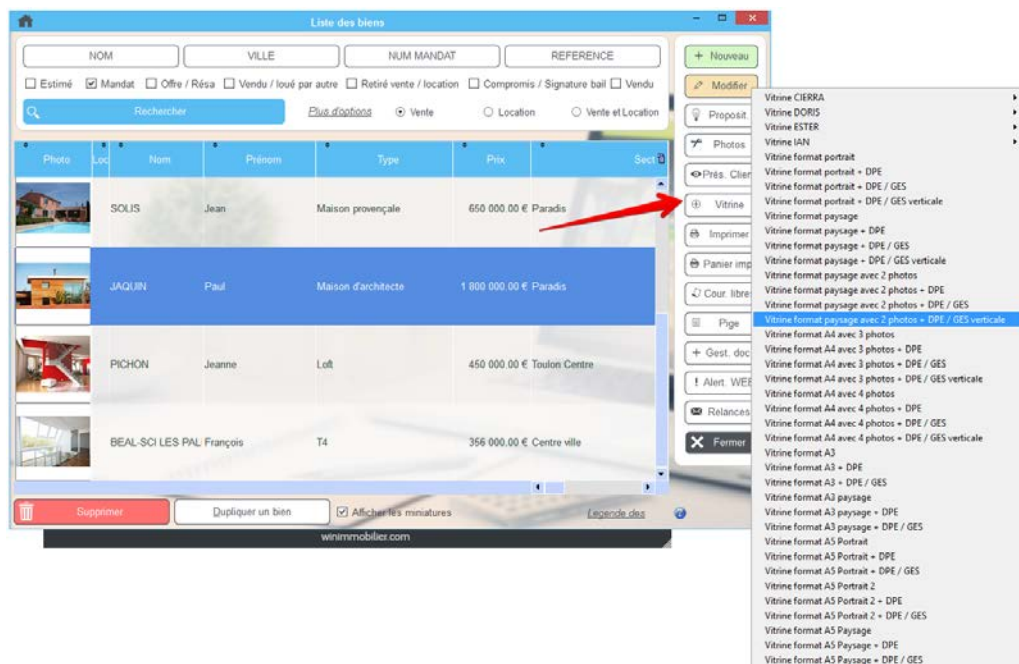 Liste des biens
NOM VILLE NUM MANDAT REFERENCE
Estimé Mandat Offre / Résa Vendu / loué par autre Retiré vente / location Compromis / Signature bail Vendu
Rechercher Plus d'options Vente Location Vente et Location
Photo Loc Nom Prénom Type Prix Sect
SOLIS Jean Maison provençale 650 000.00 € Paradis
JAQUIN Paul Maison d'architecte 1 800 000.00 € Paradis
PICHON Jeanne Loft 450 000.00 € Toulon Centre
BEAL-SCI LES PAL François T4 356 000.00 € Centre ville
Supprimer Dupliquer un bien Afficher les miniatures Legende des
winimmobilier.com
+ Nouveau
Modifier
Proposit.
Photos
Prés. Clien
Vitrine
Imprimer
Panier imp
Cour. libre
Pige
+ Gest. doc
! Alert. WEB
Relances
Fermer
Vitrine CIERRA
Vitrine DORIS
Vitrine ESTER
Vitrine IAN
Vitrine format portrait
Vitrine format portrait + DPE
Vitrine format portrait + DPE / GES
Vitrine format portrait + DPE / GES verticale
Vitrine format paysage
Vitrine format paysage + DPE
Vitrine format paysage + DPE / GES
Vitrine format paysage + DPE / GES verticale
Vitrine format paysage avec 2 photos
Vitrine format paysage avec 2 photos + DPE
Vitrine format paysage avec 2 photos + DPE / GES
Vitrine format paysage avec 2 photos + DPE / GES verticale
Vitrine format A4 avec 3 photos
Vitrine format A4 avec 3 photos + DPE
Vitrine format A4 avec 3 photos + DPE / GES
Vitrine format A4 avec 3 photos + DPE / GES verticale
Vitrine format A4 avec 4 photos
Vitrine format A4 avec 4 photos + DPE
Vitrine format A4 avec 4 photos + DPE / GES
Vitrine format A4 avec 4 photos + DPE / GES verticale
Vitrine format A3
Vitrine format A3 + DPE
Vitrine format A3 + DPE / GES
Vitrine format A3 paysage
Vitrine format A3 paysage + DPE
Vitrine format A3 paysage + DPE / GES
Vitrine format A5 Portrait
Vitrine format A5 Portrait + DPE
Vitrine format A5 Portrait + DPE / GES
Vitrine format A5 Portrait 2
Vitrine format A5 Portrait 2 + DPE
Vitrine format A5 Portrait 2 + DPE / GES
Vitrine format A5 Paysage
Vitrine format A5 Paysage + DPE
Vitrine format A5 Paysage + DPE / GES